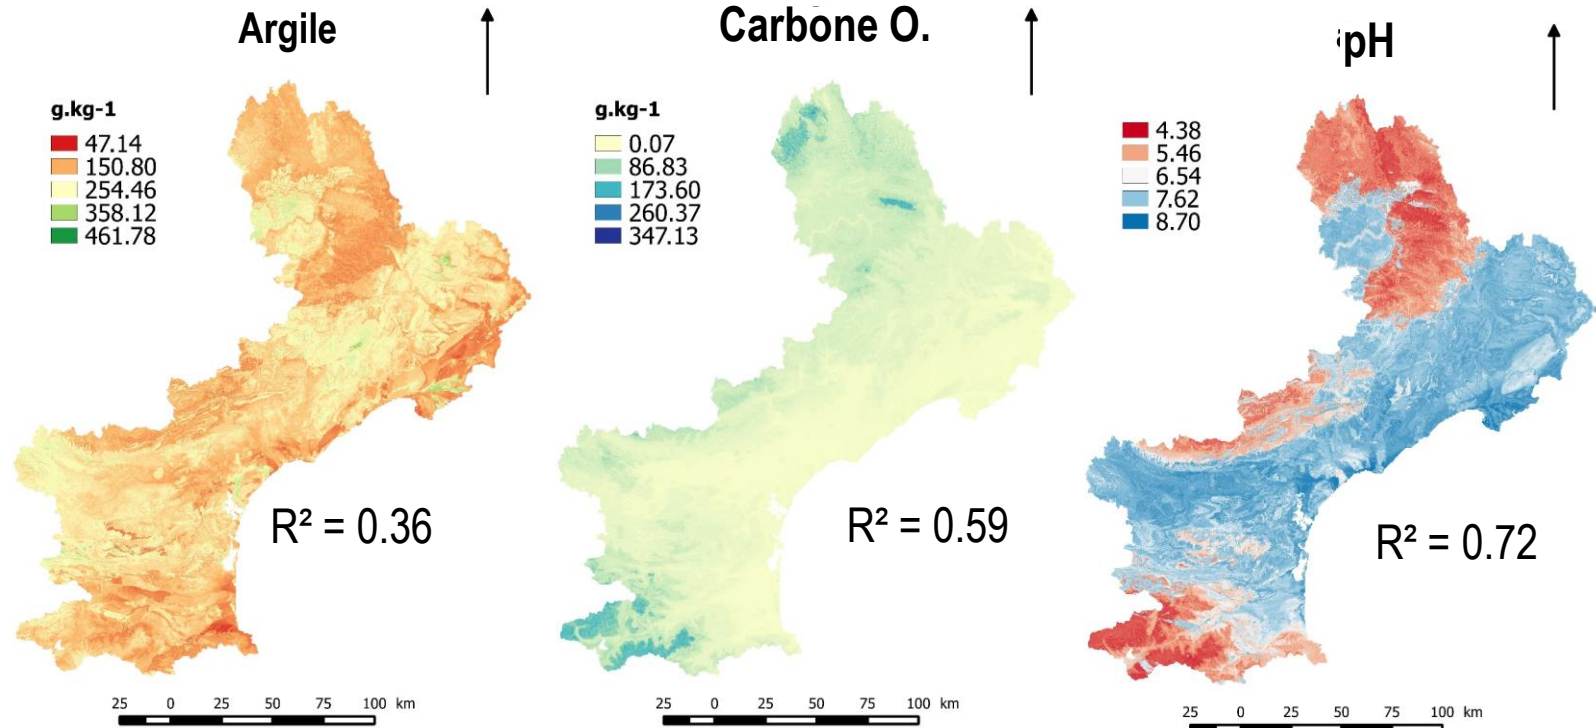 Argile
g.kg-1
47.14
150.80
254.46
358.12
461.78
R² = 0.36
25 0 25 50 75 100 km
Carbone O.
g.kg-1
0.07
86.83
173.60
260.37
347.13
R² = 0.59
25 0 25 50 75 100 km
pH
4.38
5.46
6.54
7.62
8.70
R² = 0.72
25 0 25 50 75 100 km